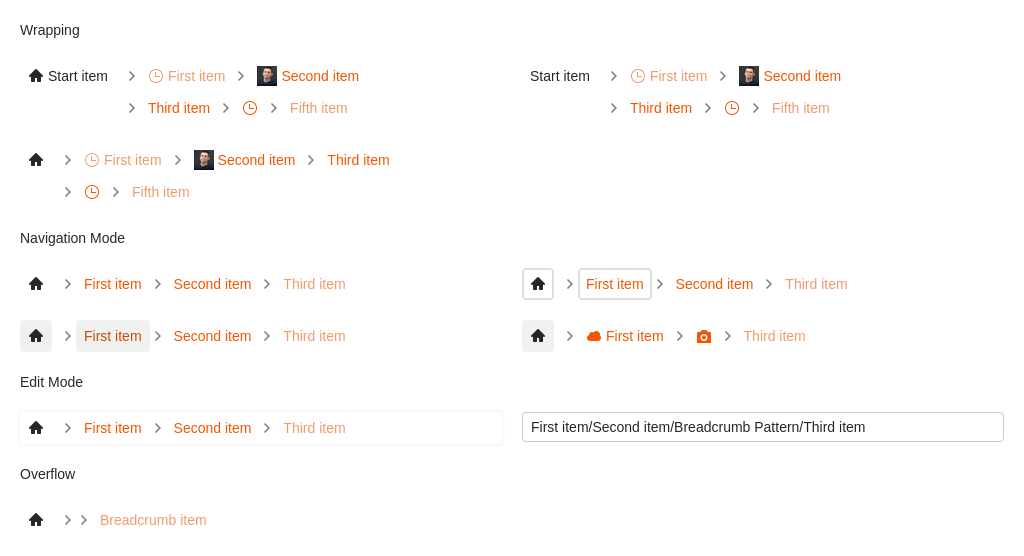 Wrapping
Start item First item Second item
Third item Fifth item
Start item First item Second item
Third item Fifth item
First item Second item Third item
Fifth item
Navigation Mode
First item Second item Third item
First item Second item Third item
First item Second item Third item
First item Third item
Edit Mode
First item Second item Third item
First item/Second item/Breadcrumb Pattern/Third item
Overflow
Breadcrumb item